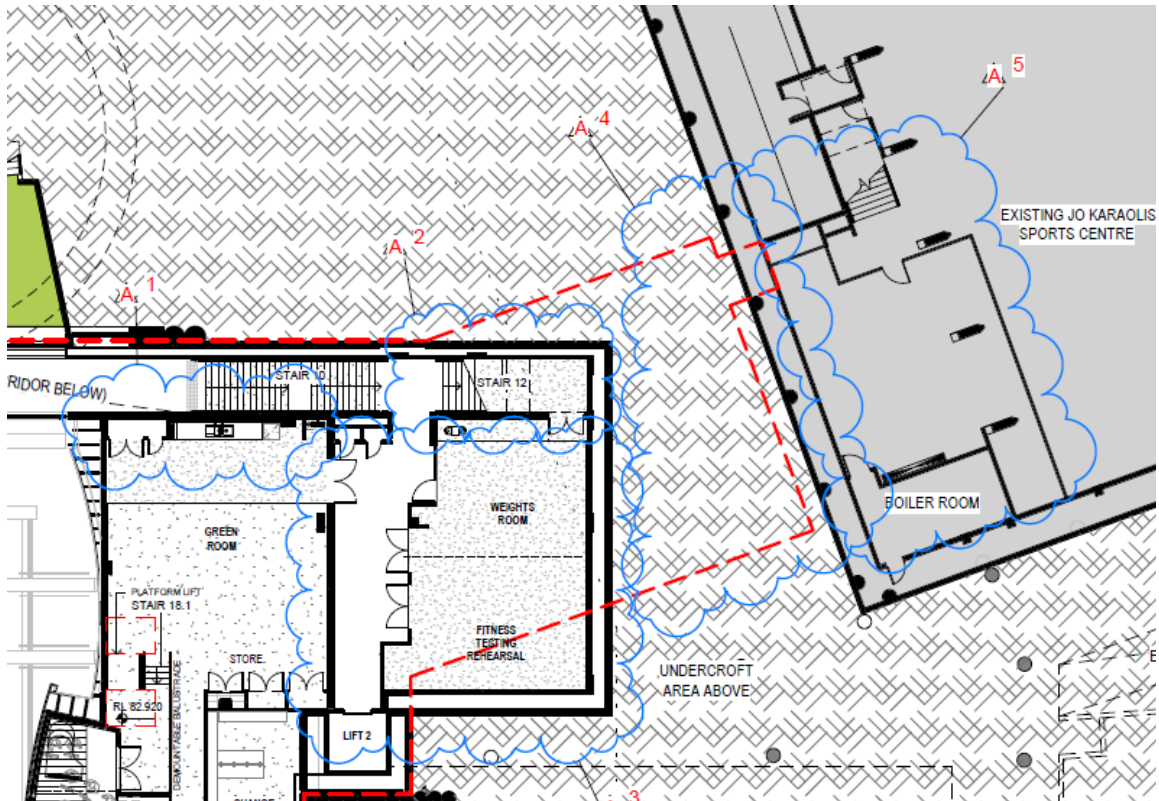 A 5
A 4
EXISTING JO KARAOLIS
SPORTS CENTRE
A 2
A 1
STAIR 10
STAIR 12
RIDOR BELOW)
WEIGHTS
ROOM
BOILER ROOM
GREEN
ROOM
PLATFORM LIFT
STAIR 18.1
FITNESS
TESTING
REHEARSAL
STORE
UNDERCROFT
AREA ABOVE
RL 82.920
DEMOUNTABLE BALUSTRADE
LIFT 2
CHANGE
3